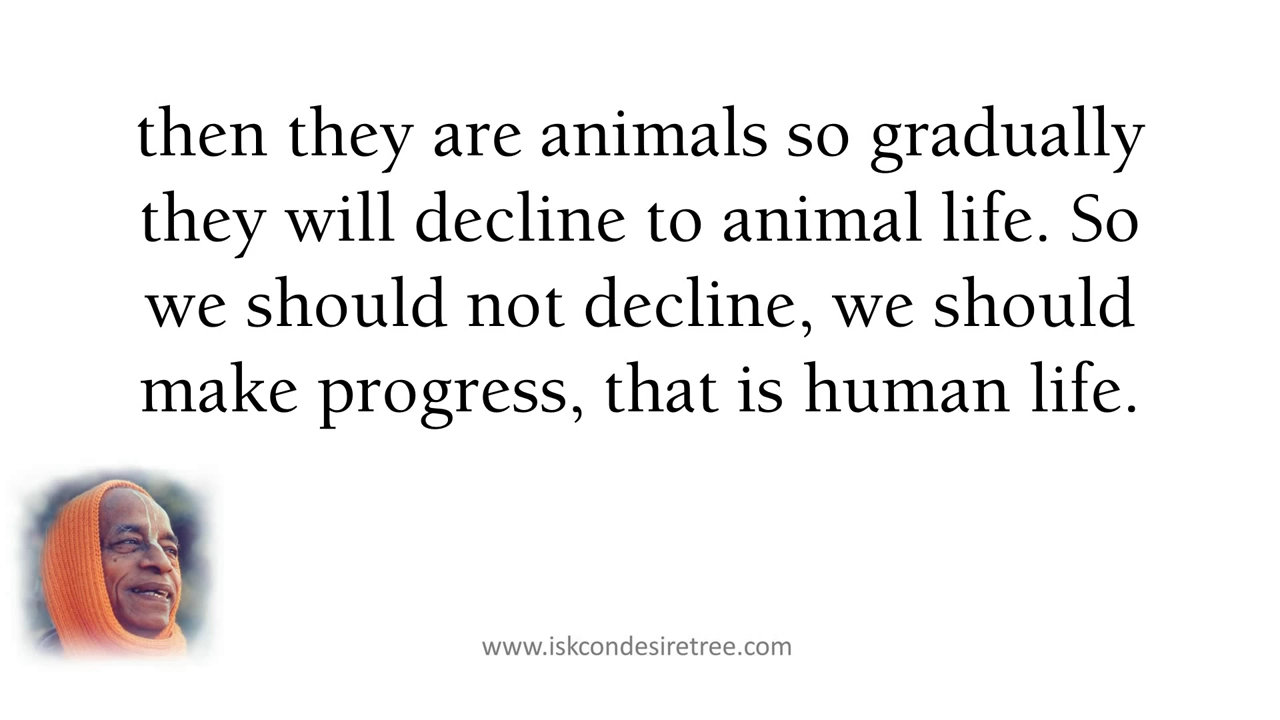 then they are animals so gradually
they will decline to animal life. So
we should not decline, we should
make progress, that is human life.
www.iskcondesiretree.com